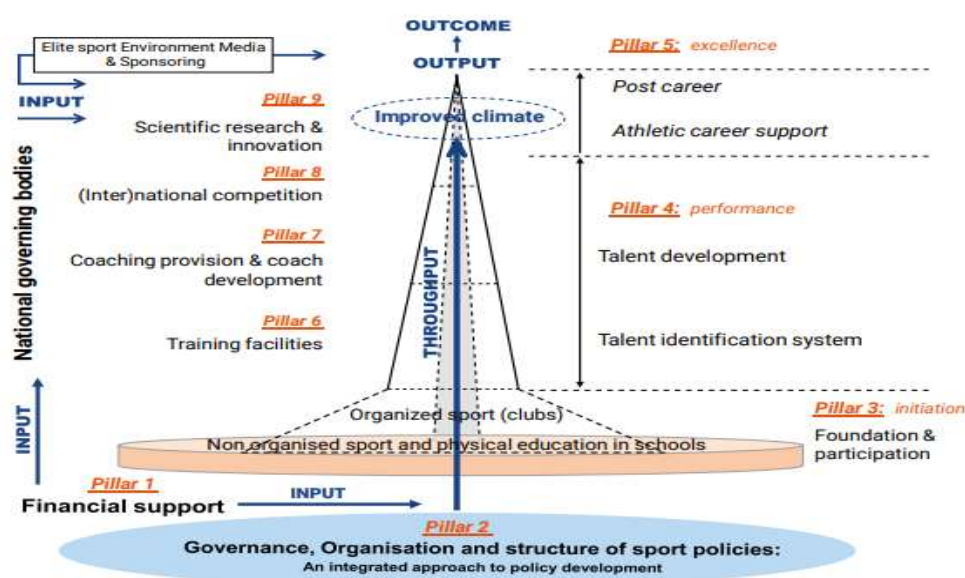 OUTCOME
OUTPUT
Elite sport Environment Media
& Sponsoring
INPUT
Pillar 9
Scientific research &
innovation
Pillar 8
(Inter)national competition
Pillar 7
Coaching provision & coach
development
Pillar 6
Training facilities
National governing bodies
INPUT
Improved climate
THROUGHPUT
Pillar 5: excellence
Post career
Athletic career support
Pillar 4: performance
Talent development
Talent identification system
Pillar 3: initiation
Foundation &
participation
Organized sport (clubs)
Non organised sport and physical education in schools
Pillar 1
Financial support
INPUT
Pillar 2
Governance, Organisation and structure of sport policies:
An integrated approach to policy development